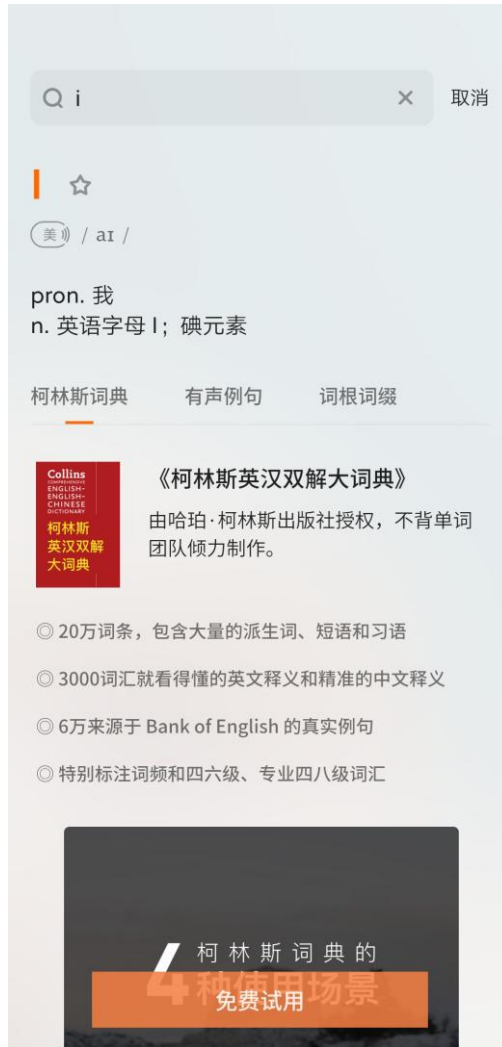 i
取消
I
美 / aɪ /
pron. 我
n. 英语字母 I；碘元素
柯林斯词典 有声例句 词根词缀
Collins
COMPREHENSIVE
ENGLISH-
ENGLISH-
CHINESE
DICTIONARY
柯林斯
英汉双解
大词典
《柯林斯英汉双解大词典》
由哈珀·柯林斯出版社授权，不背单词
团队倾力制作。
◎ 20万词条，包含大量的派生词、短语和习语
◎ 3000词汇就看得懂的英文释义和精准的中文释义
◎ 6万来源于 Bank of English 的真实例句
◎ 特别标注词频和四六级、专业四八级词汇
4 柯林斯词典的
种使用场景
免费试用